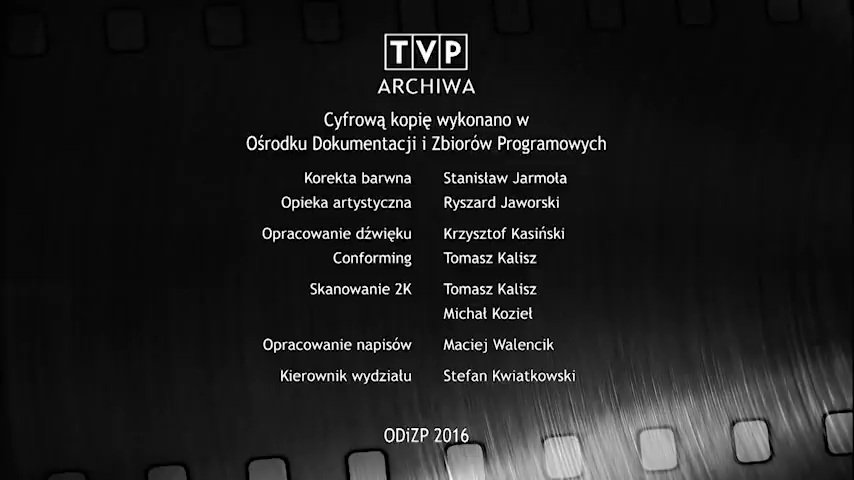 TVP
ARCHIWA
Cyfrową kopię wykonano w
Ośrodku Dokumentacji i Zbiorów Programowych
Korekta barwna Stanisław Jarmoła
Opieka artystyczna Ryszard Jaworski
Opracowanie dźwięku Krzysztof Kasiński
Conforming Tomasz Kalisz
Skanowanie 2K Tomasz Kalisz
Michał Kozieł
Opracowanie napisów Maciej Walencik
Kierownik wydziału Stefan Kwiatkowski
ODiZP 2016